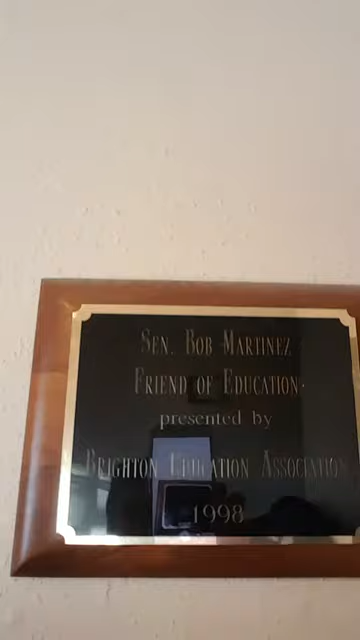 Sen. Bob Martinez
Friend of Education
presented by
Brighton Education Association
1998